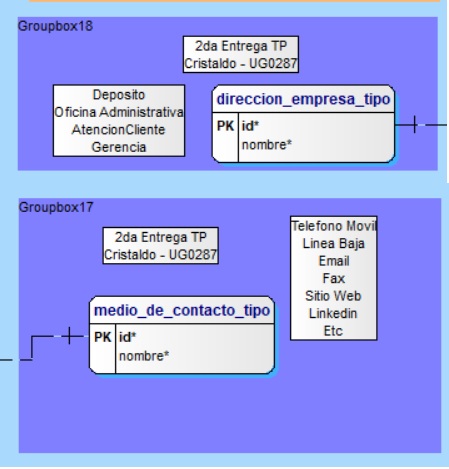 Groupbox18
2da Entrega TP
Cristaldo - UG0287
Deposito
Oficina Administrativa
AtencionCliente
Gerencia
direccion_empresa_tipo
PK id*
nombre*
Groupbox17
2da Entrega TP
Cristaldo - UG0287
Telefono Movil
Linea Baja
Email
Fax
Sitio Web
Linkedin
Etc
medio_de_contacto_tipo
PK id*
nombre*